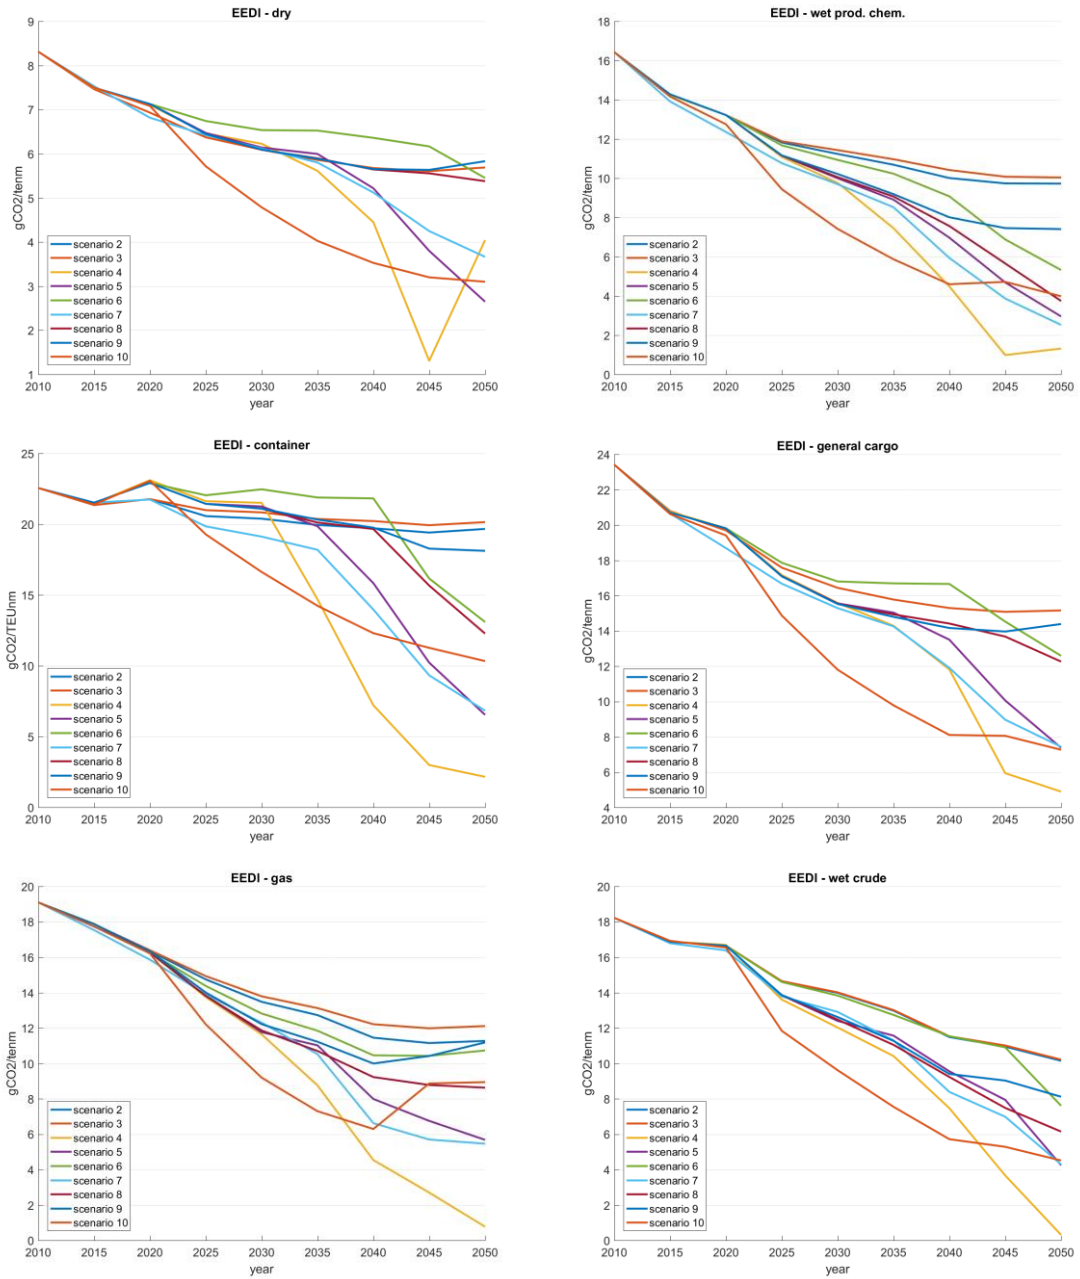 EEDI - dry
gCO2/tenm
9
8
7
6
5
4
3
2
1
scenario 2
scenario 3
scenario 4
scenario 5
scenario 6
scenario 7
scenario 8
scenario 9
scenario 10
2010 2015 2020 2025 2030 2035 2040 2045 2050
year
EEDI - wet prod. chem.
gCO2/tenm
18
16
14
12
10
8
6
4
2
0
scenario 2
scenario 3
scenario 4
scenario 5
scenario 6
scenario 7
scenario 8
scenario 9
scenario 10
2010 2015 2020 2025 2030 2035 2040 2045 2050
year
EEDI - container
gCO2/TEUnm
25
20
15
10
5
0
scenario 2
scenario 3
scenario 4
scenario 5
scenario 6
scenario 7
scenario 8
scenario 9
scenario 10
2010 2015 2020 2025 2030 2035 2040 2045 2050
year
EEDI - general cargo
gCO2/tenm
24
22
20
18
16
14
12
10
8
6
4
scenario 2
scenario 3
scenario 4
scenario 5
scenario 6
scenario 7
scenario 8
scenario 9
scenario 10
2010 2015 2020 2025 2030 2035 2040 2045 2050
year
EEDI - gas
gCO2/tenm
20
18
16
14
12
10
8
6
4
2
0
scenario 2
scenario 3
scenario 4
scenario 5
scenario 6
scenario 7
scenario 8
scenario 9
scenario 10
2010 2015 2020 2025 2030 2035 2040 2045 2050
year
EEDI - wet crude
gCO2/tenm
20
18
16
14
12
10
8
6
4
2
0
scenario 2
scenario 3
scenario 4
scenario 5
scenario 6
scenario 7
scenario 8
scenario 9
scenario 10
2010 2015 2020 2025 2030 2035 2040 2045 2050
year